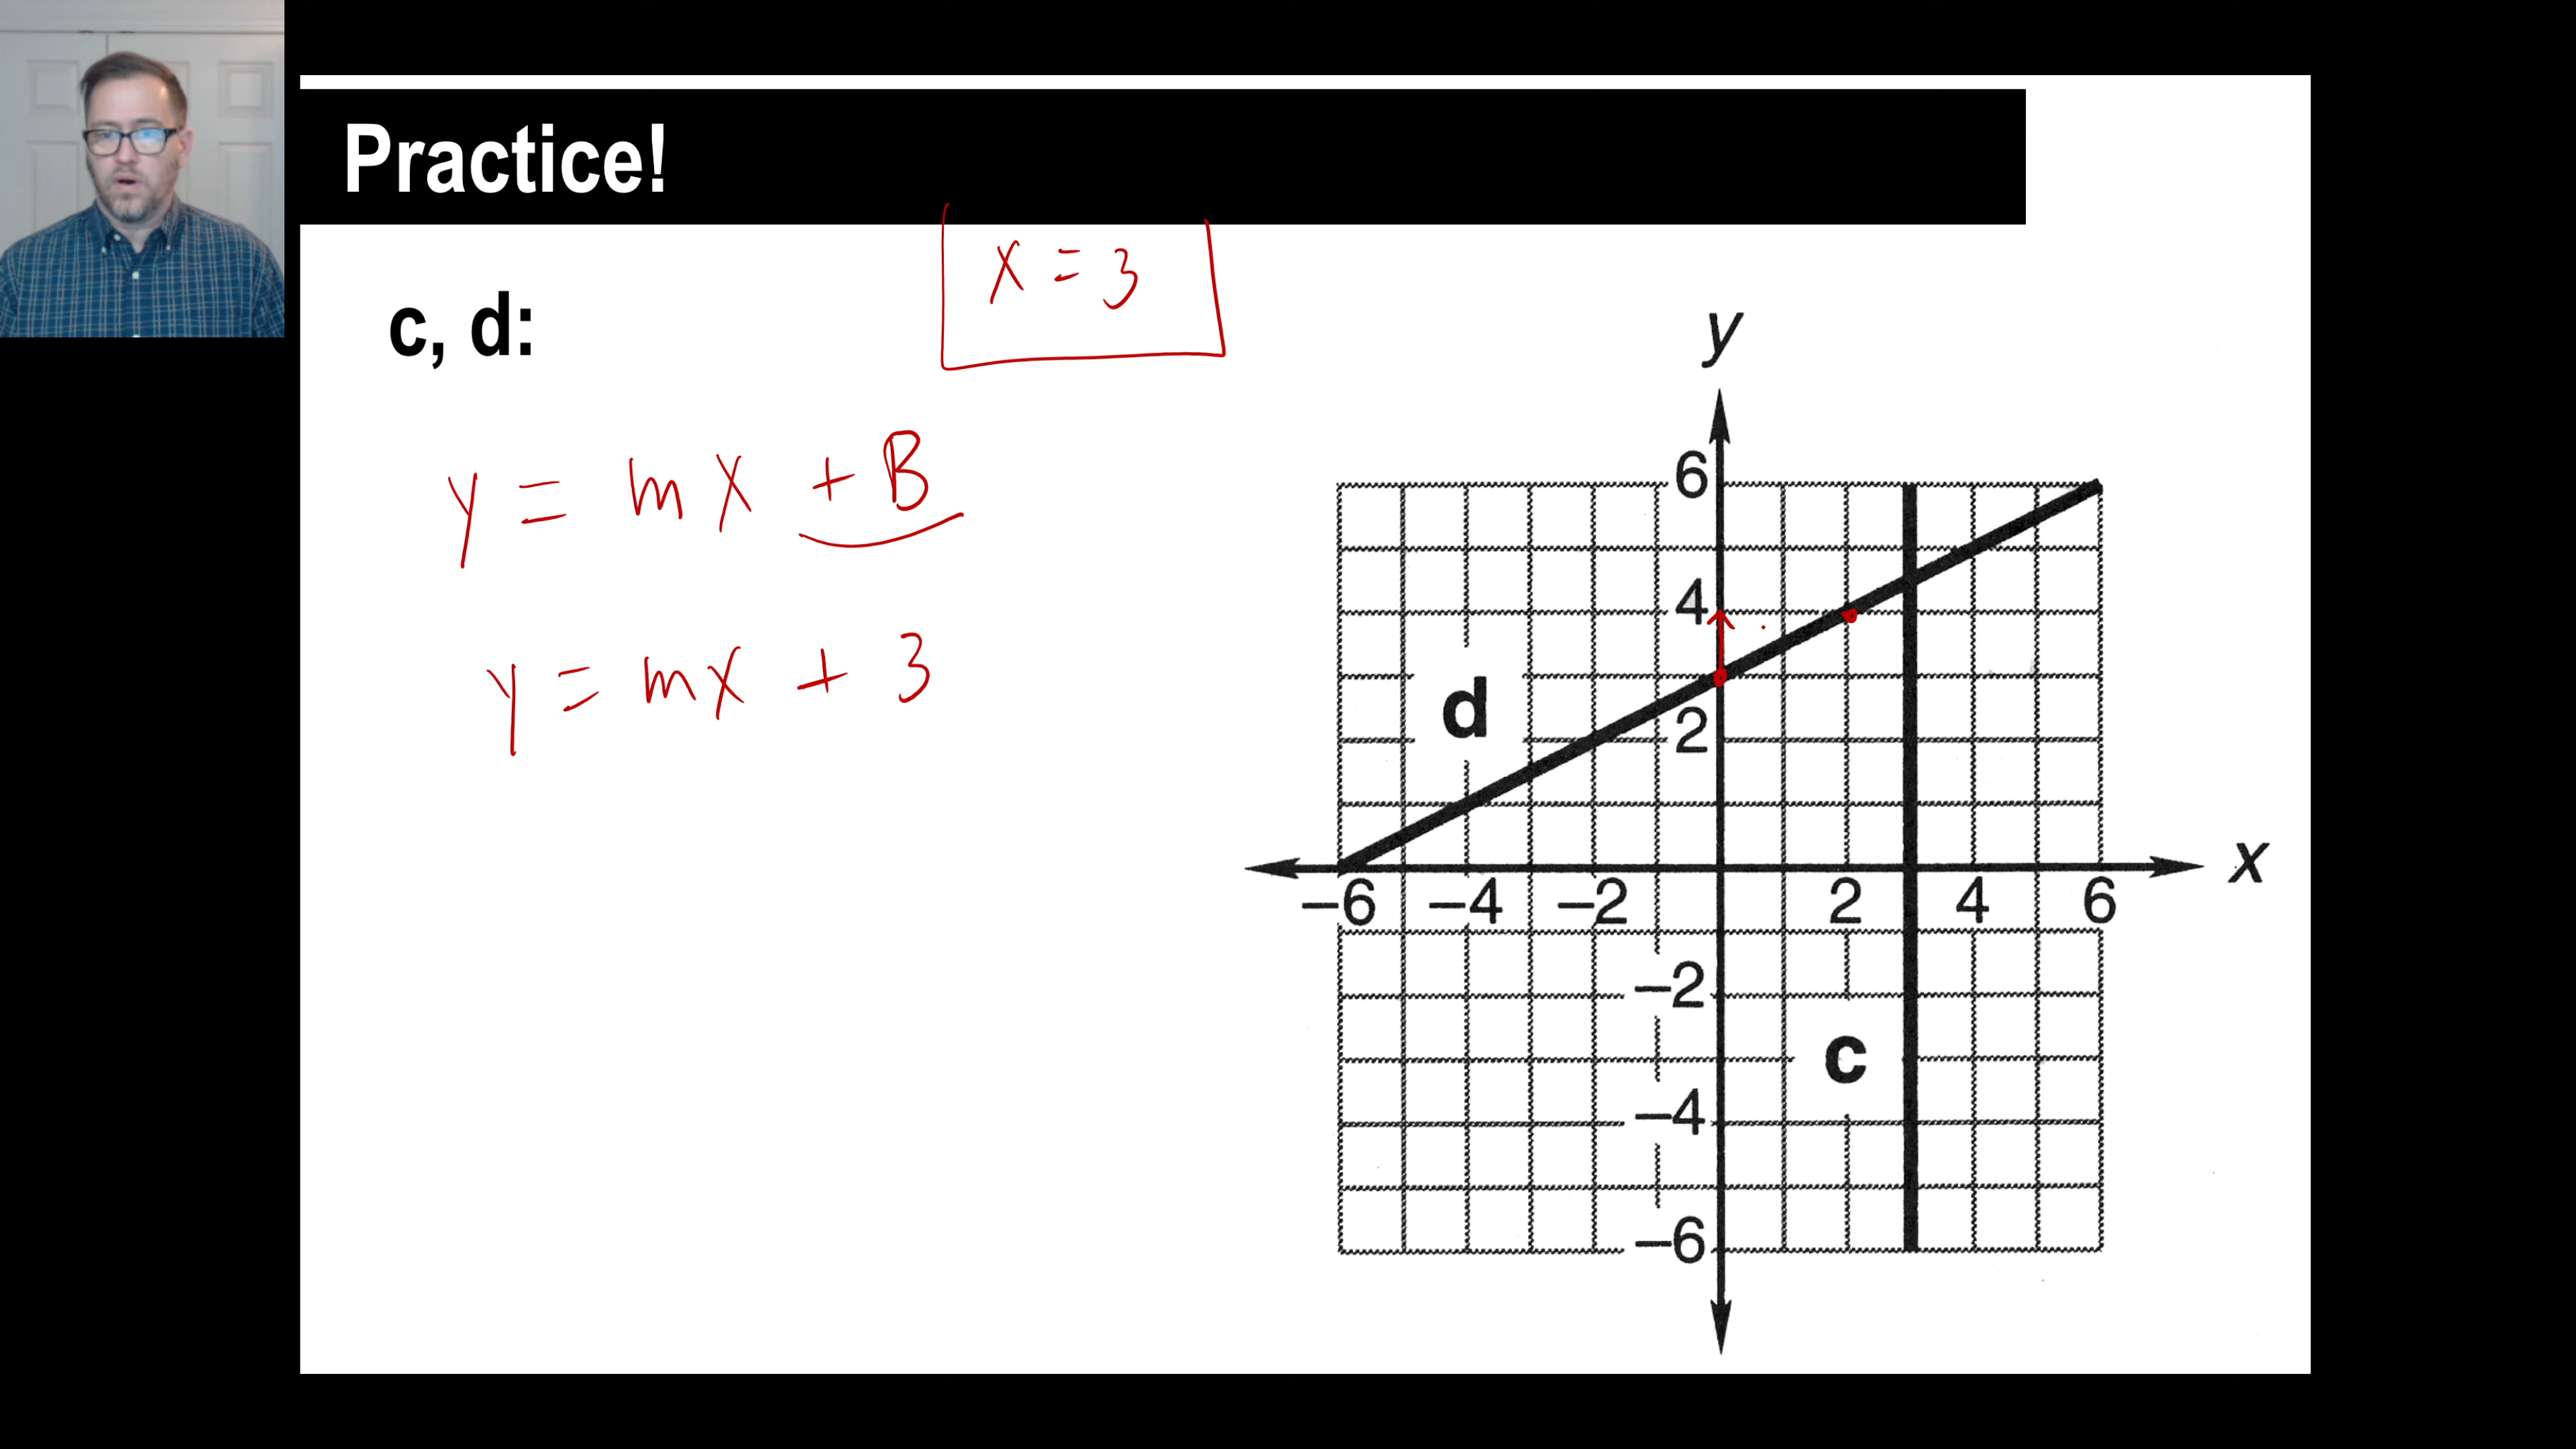 Practice!
x = 3
c, d:
y = mx + B
y = mx + 3
y
6
4
d
2
x
-6 -4 -2 2 4 6
-2
c
-4
-6